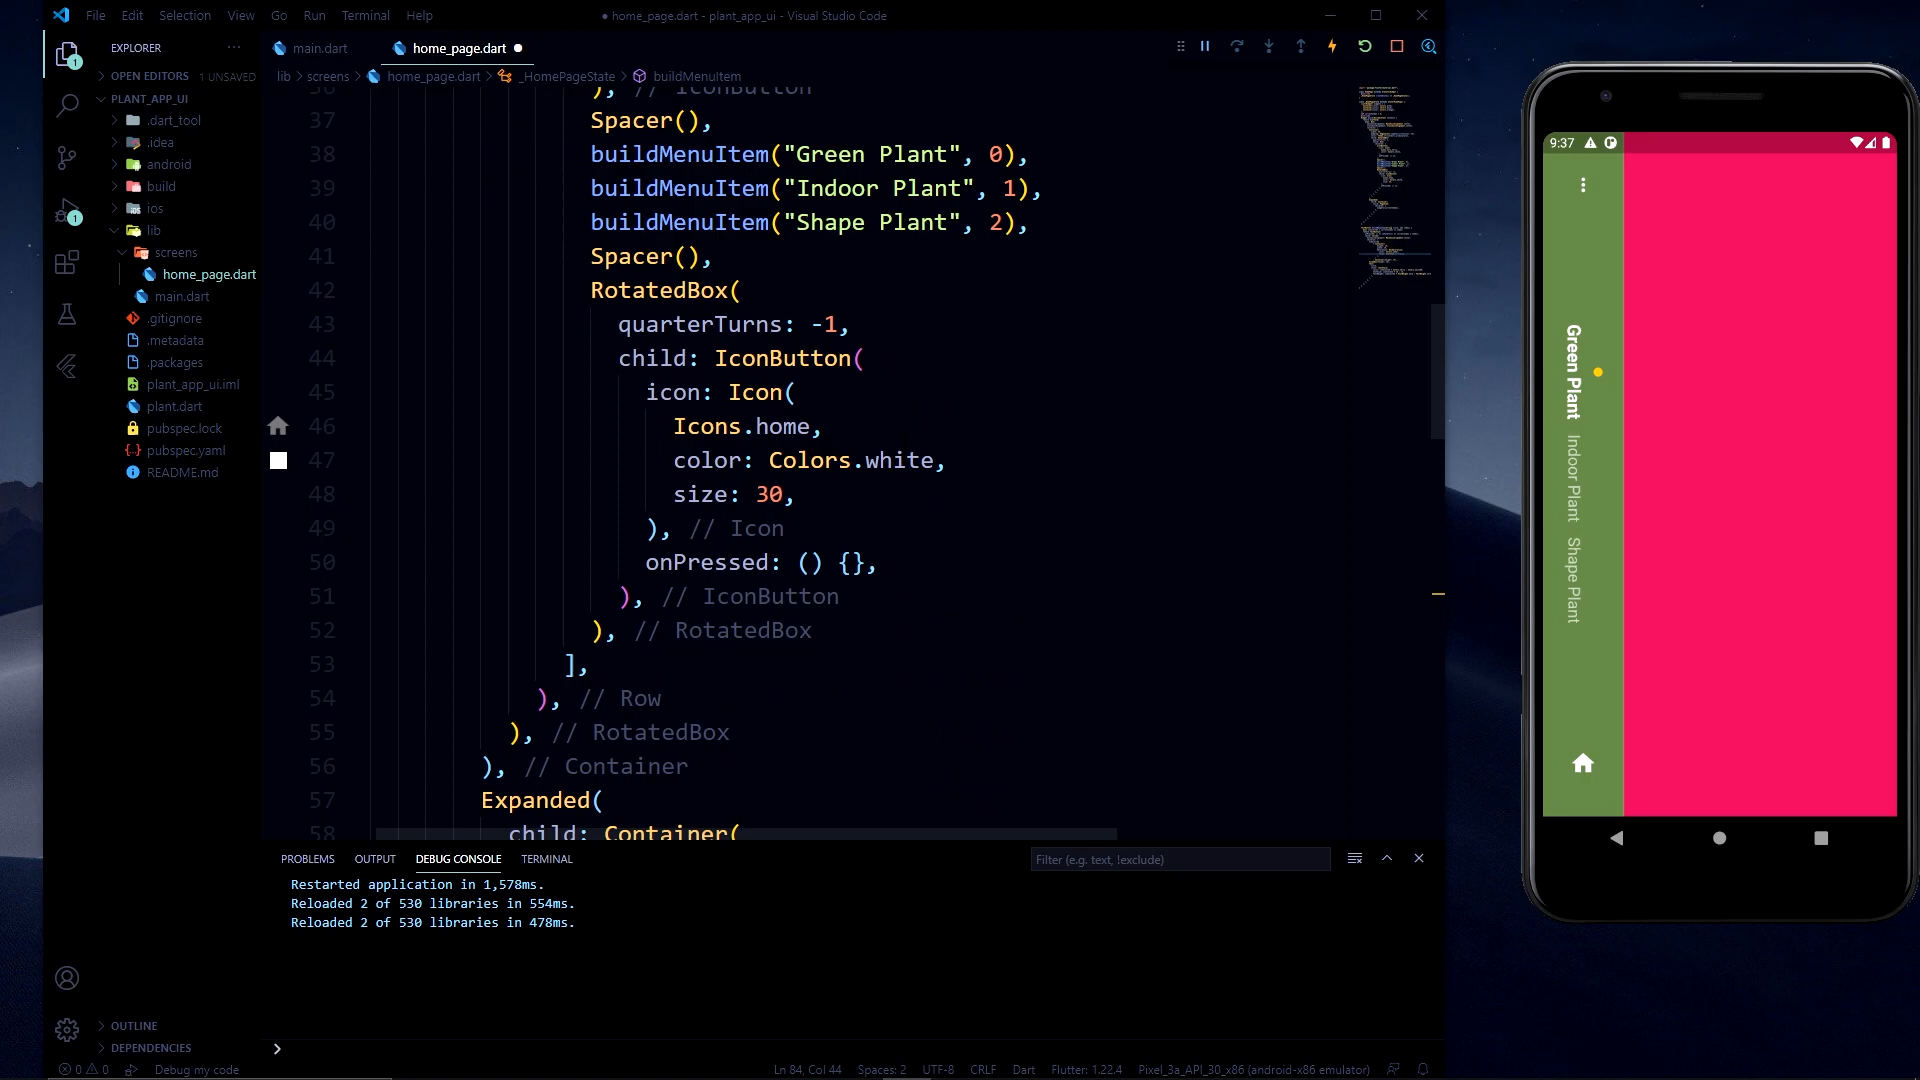 File Edit Selection View Go Run Terminal Help
● home_page.dart - plant_app_ui - Visual Studio Code
EXPLORER
OPEN EDITORS 1 UNSAVED
PLANT_APP_UI
.dart_tool
.idea
android
build
ios
lib
screens
home_page.dart
main.dart
.gitignore
.metadata
.packages
plant_app_ui.iml
plant.dart
pubspec.lock
pubspec.yaml
README.md
OUTLINE
DEPENDENCIES
main.dart
home_page.dart
lib > screens > home_page.dart > _HomePageState > buildMenuItem
36 ), // IconButton
37 Spacer(),
38 buildMenuItem("Green Plant", 0),
39 buildMenuItem("Indoor Plant", 1),
40 buildMenuItem("Shape Plant", 2),
41 Spacer(),
42 RotatedBox(
43 quarterTurns: -1,
44 child: IconButton(
45 icon: Icon(
46 Icons.home,
47 color: Colors.white,
48 size: 30,
49 ), // Icon
50 onPressed: () {},
51 ), // IconButton
52 ), // RotatedBox
53 ],
54 ), // Row
55 ), // RotatedBox
56 ), // Container
57 Expanded(
58 child: Container(
PROBLEMS OUTPUT DEBUG CONSOLE TERMINAL
Filter (e.g. text, !exclude)
Restarted application in 1,578ms.
Reloaded 2 of 530 libraries in 554ms.
Reloaded 2 of 530 libraries in 478ms.
0 0 Debug my code
Ln 84, Col 44 Spaces: 2 UTF-8 CRLF Dart Flutter: 1.22.4 Pixel_3a_API_30_x86 (android-x86 emulator)
9:37
Green Plant
Indoor Plant
Shape Plant